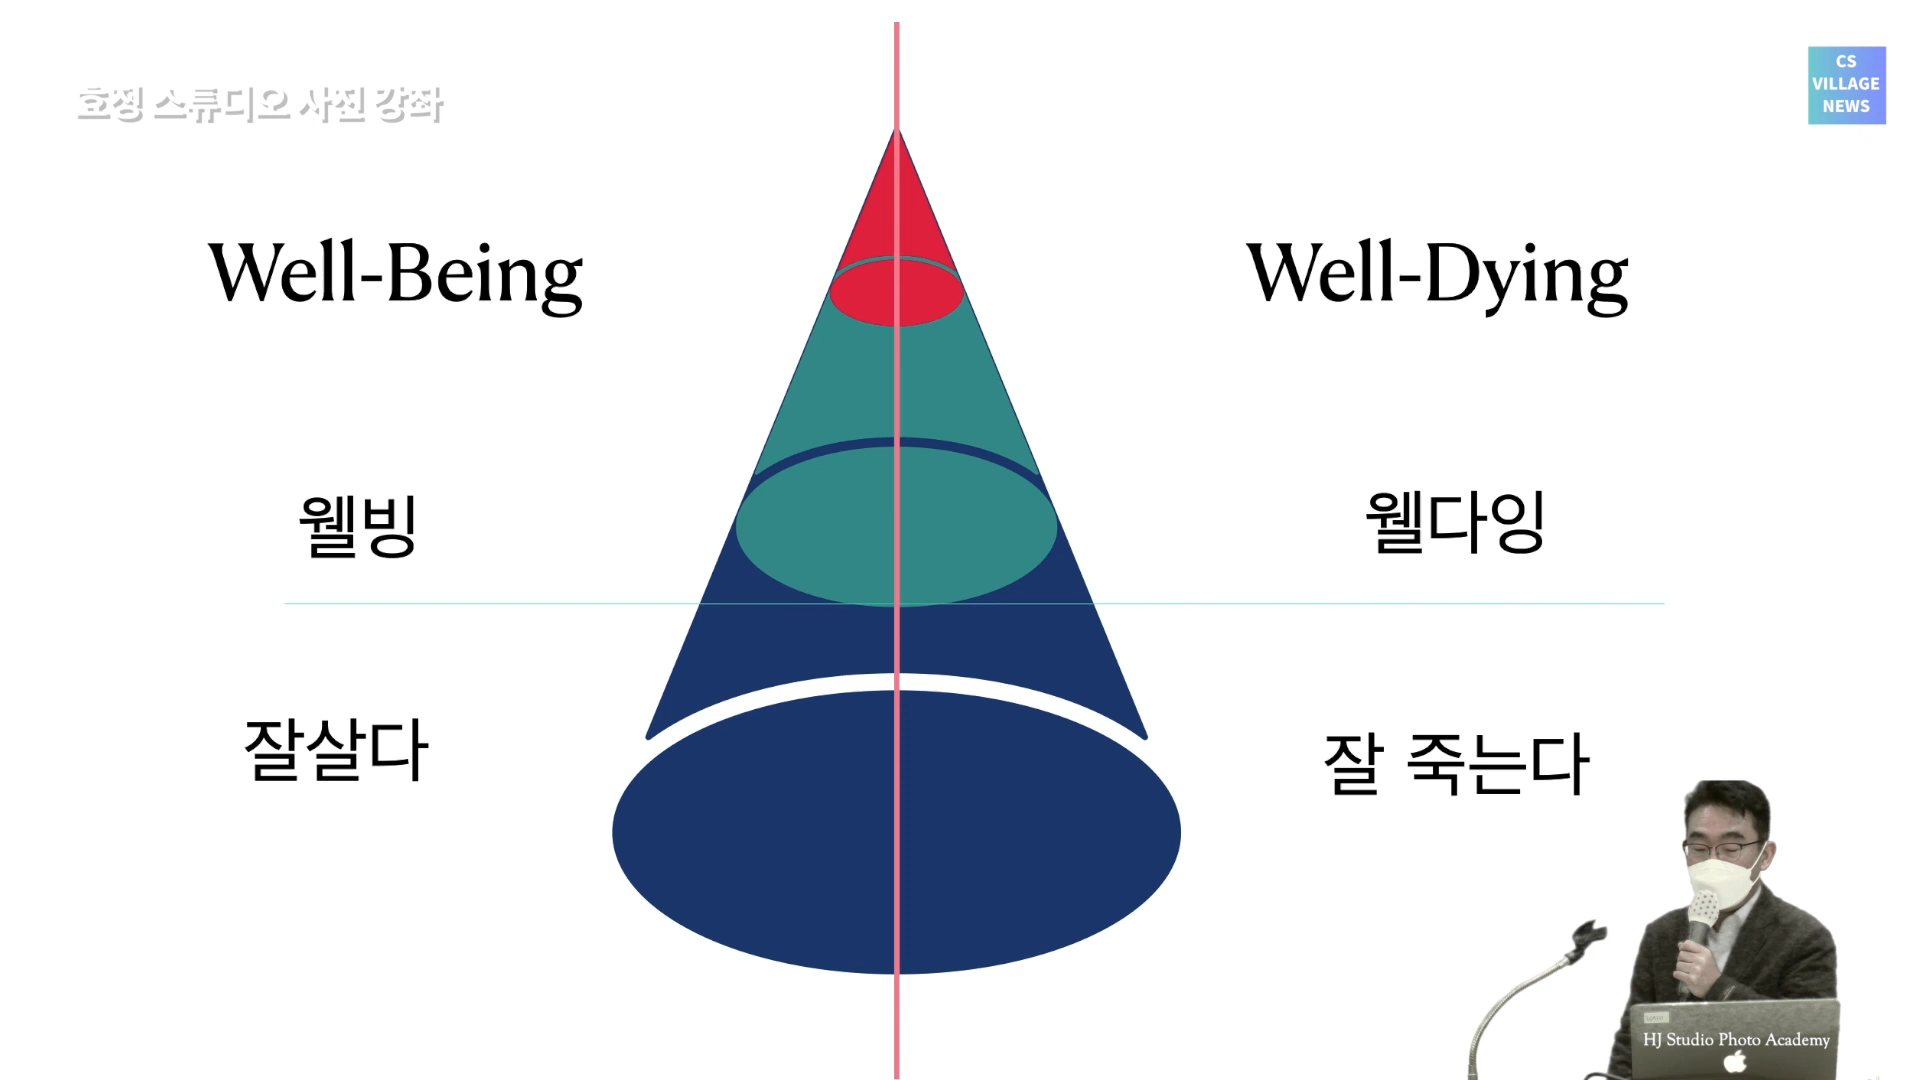 효정 스튜디오 사진 강좌
CS
VILLAGE
NEWS
Well-Being
Well-Dying
웰빙
웰다잉
잘살다
잘 죽는다
HJ Studio Photo Academy